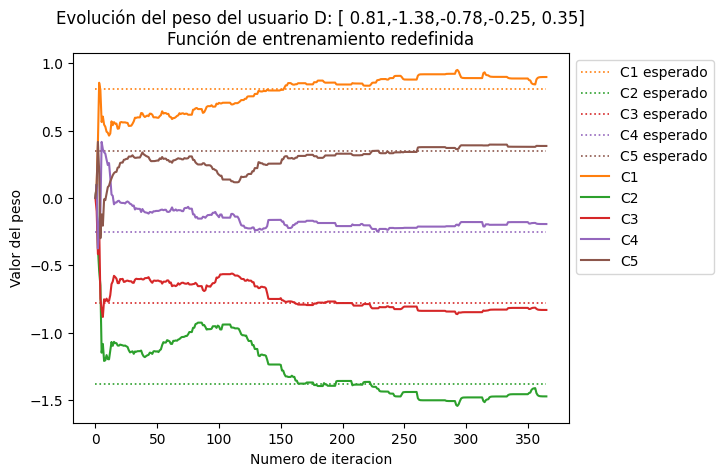 Evolución del peso del usuario D: [ 0.81,-1.38,-0.78,-0.25, 0.35]
Función de entrenamiento redefinida
Valor del peso
1.0
0.5
0.0
−0.5
−1.0
−1.5
0 50 100 150 200 250 300 350
Numero de iteracion
C1 esperado
C2 esperado
C3 esperado
C4 esperado
C5 esperado
C1
C2
C3
C4
C5